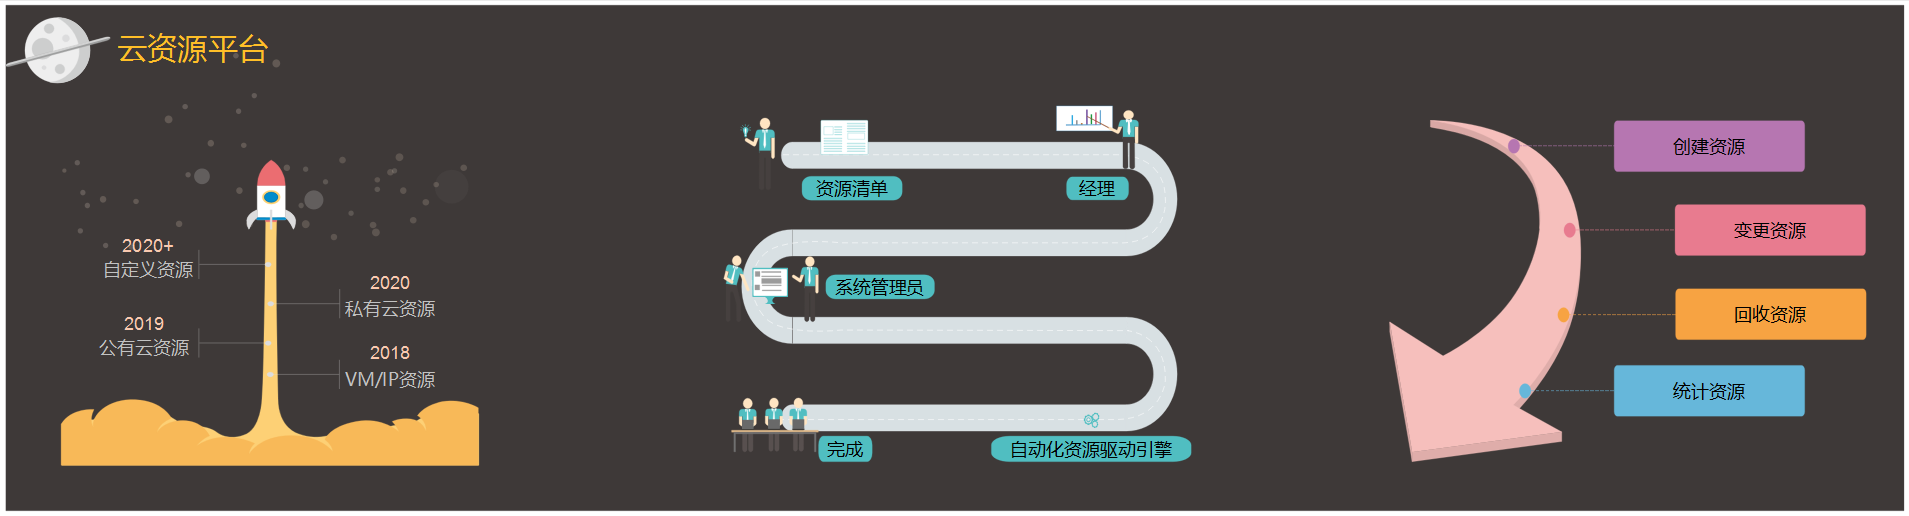 云资源平台
2020+
自定义资源
2020
私有云资源
2019
公有云资源
2018
VM/IP资源
资源清单
经理
系统管理员
完成
自动化资源驱动引擎
创建资源
变更资源
回收资源
统计资源